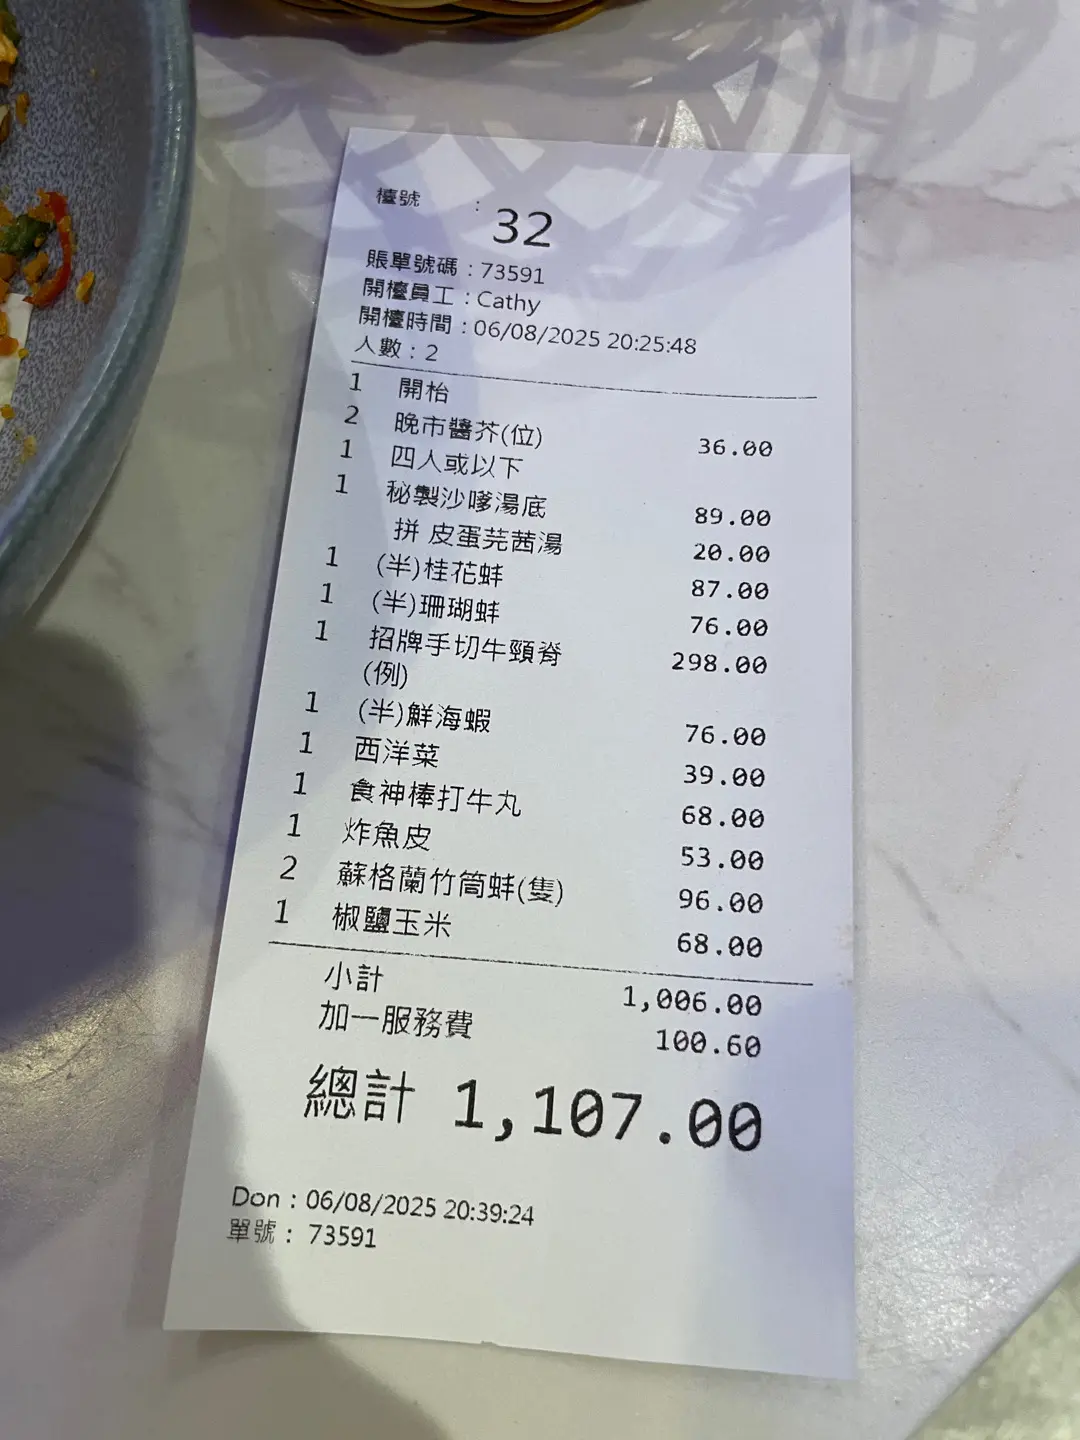 檯號 : 32
賬單號碼 : 73591
開檯員工 : Cathy
開檯時間 : 06/08/2025 20:25:48
人數 : 2
1 開枱
2 晚市醬芥(位) 36.00
1 四人或以下
1 秘製沙嗲湯底 89.00
拼 皮蛋芫茜湯 20.00
1 (半)桂花蚌 87.00
1 (半)珊瑚蚌 76.00
1 招牌手切牛頸脊 298.00
(例)
1 (半)鮮海蝦 76.00
1 西洋菜 39.00
1 食神棒打牛丸 68.00
1 炸魚皮 53.00
2 蘇格蘭竹筒蚌(隻) 96.00
1 椒鹽玉米 68.00
小計 1,006.00
加一服務費 100.60
總計 1,107.00
Don : 06/08/2025 20:39:24
單號 : 73591